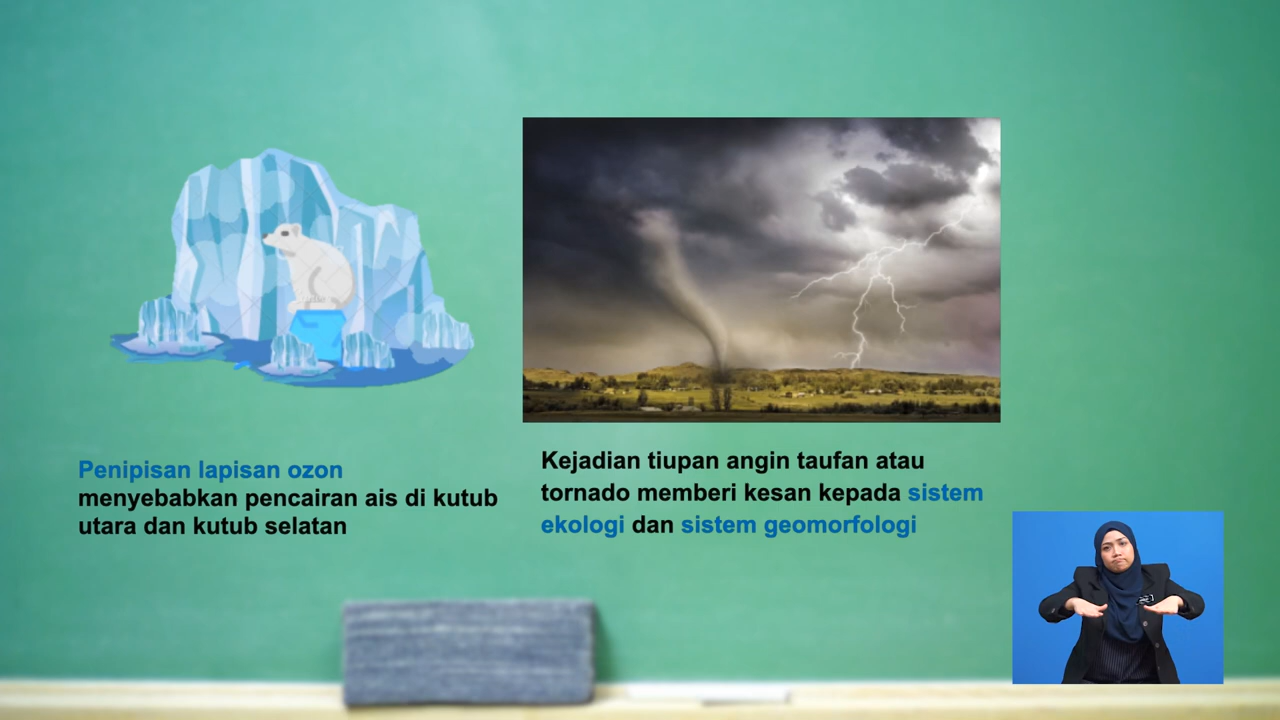 Penipisan lapisan ozon
menyebabkan pencairan ais di kutub
utara dan kutub selatan
Kejadian tiupan angin taufan atau
tornado memberi kesan kepada sistem
ekologi dan sistem geomorfologi